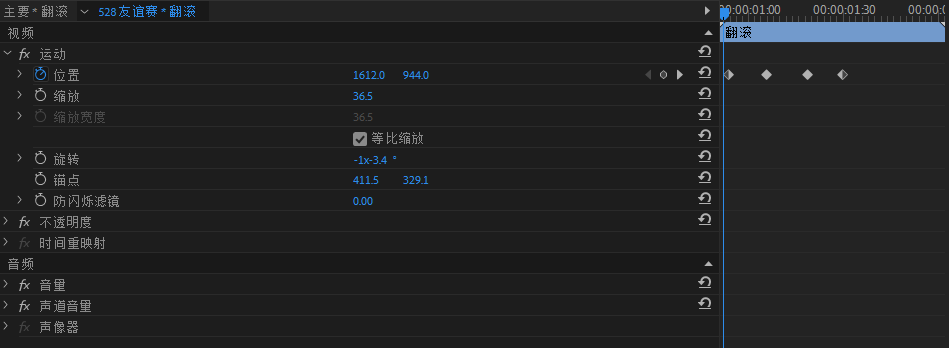 主要*翻滚 528友谊赛*翻滚 00:00:01:00 00:00:01:30
视频 翻滚
fx 运动
位置 1612.0 944.0
缩放 36.5
缩放宽度 36.5
等比缩放
旋转 -1x-3.4 °
锚点 411.5 329.1
防闪烁滤镜 0.00
fx 不透明度
fx 时间重映射
音频
fx 音量
fx 声道音量
fx 声像器